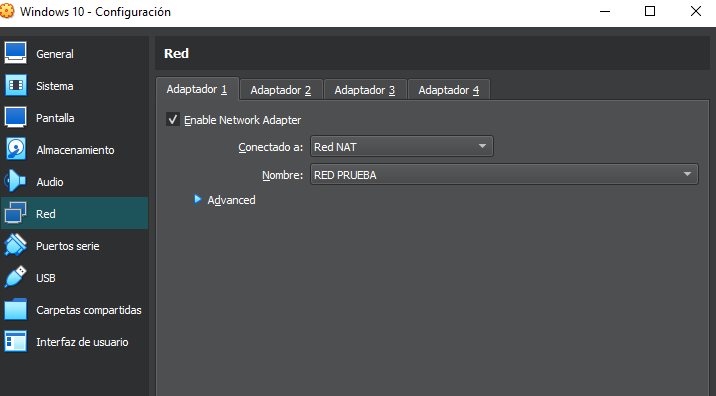 Windows 10 - Configuración
General
Sistema
Pantalla
Almacenamiento
Audio
Red
Puertos serie
USB
Carpetas compartidas
Interfaz de usuario
Red
Adaptador 1 Adaptador 2 Adaptador 3 Adaptador 4
Enable Network Adapter
Conectado a: Red NAT
Nombre: RED PRUEBA
Advanced